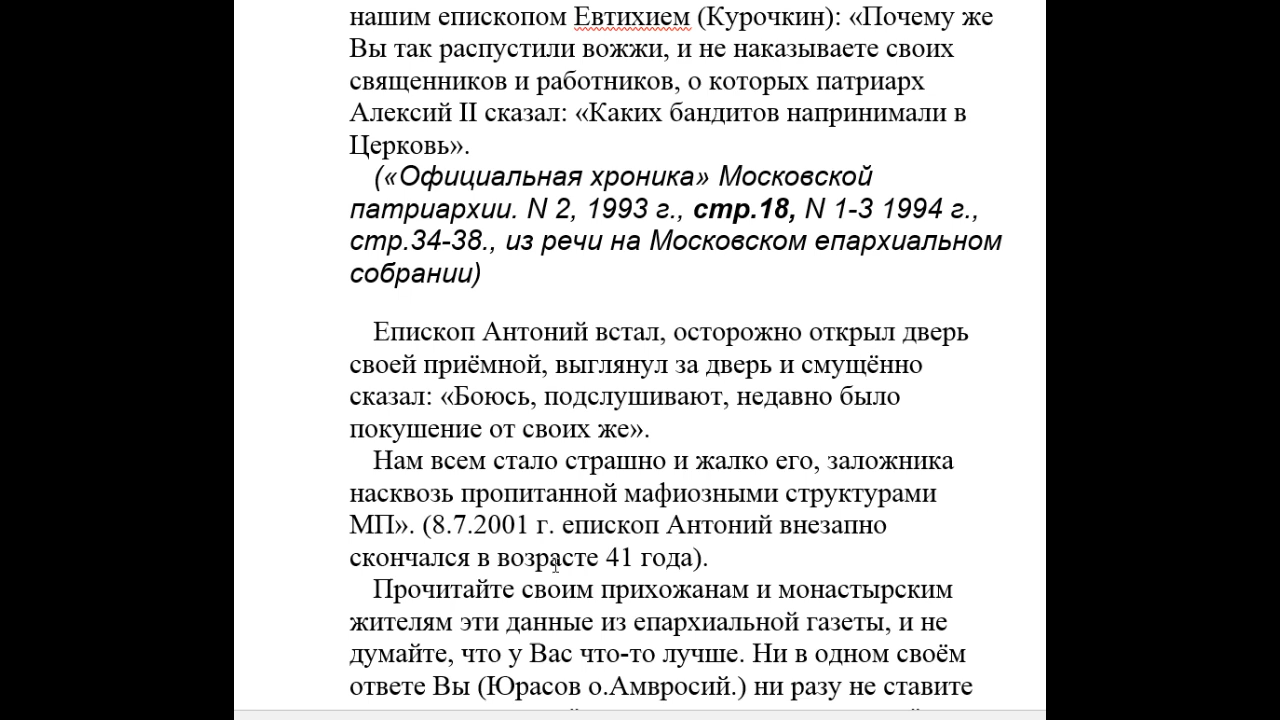 нашим епископом Евтихием (Курочкин): «Почему же
Вы так распустили вожжи, и не наказываете своих
священников и работников, о которых патриарх
Алексий II сказал: «Каких бандитов напринимали в
Церковь».
(«Официальная хроника» Московской
патриархии. N 2, 1993 г., стр.18, N 1-3 1994 г.,
стр.34-38., из речи на Московском епархиальном
собрании)
Епископ Антоний встал, осторожно открыл дверь
своей приёмной, выглянул за дверь и смущённо
сказал: «Боюсь, подслушивают, недавно было
покушение от своих же».
Нам всем стало страшно и жалко его, заложника
насквозь пропитанной мафиозными структурами
МП». (8.7.2001 г. епископ Антоний внезапно
скончался в возрасте 41 года).
Прочитайте своим прихожанам и монастырским
жителям эти данные из епархиальной газеты, и не
думайте, что у Вас что-то лучше. Ни в одном своём
ответе Вы (Юрасов о.Амвросий.) ни разу не ставите